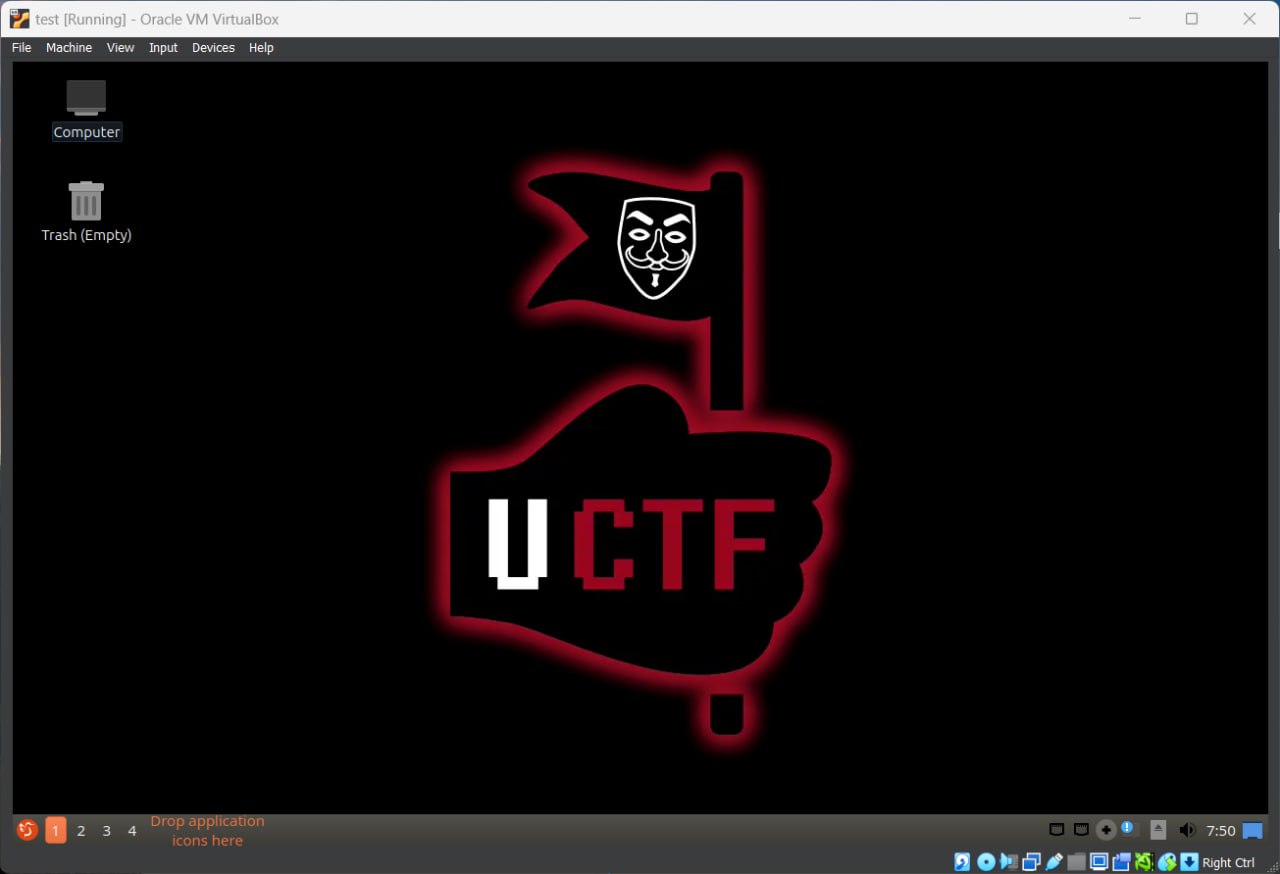 test [Running] - Oracle VM VirtualBox
File Machine View Input Devices Help
Computer
Trash (Empty)
U CTF
1 2 3 4 Drop application
icons here
7:50
Right Ctrl